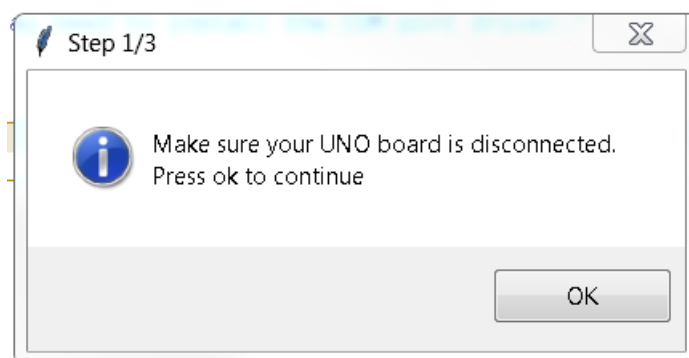 Step 1/3
Make sure your UNO board is disconnected.
Press ok to continue
OK